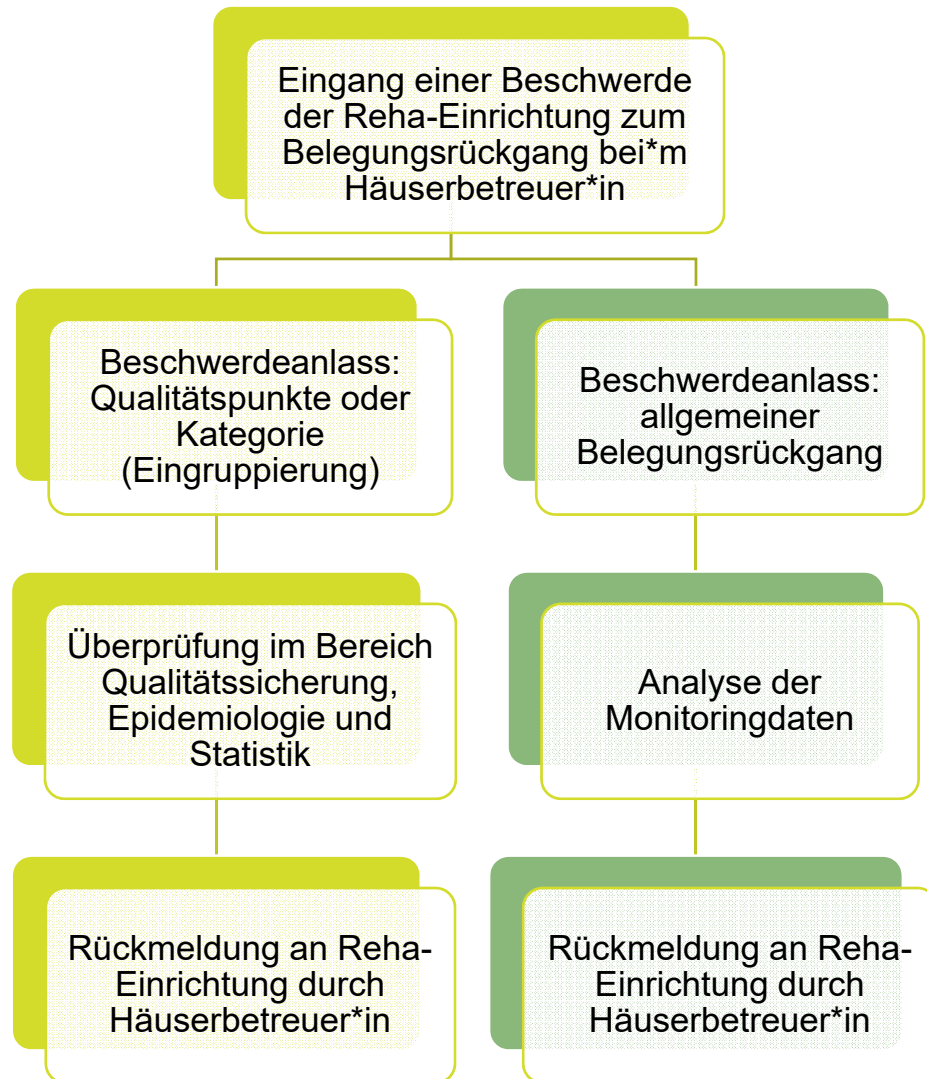 Eingang einer Beschwerde
der Reha-Einrichtung zum
Belegungsrückgang bei*m
Häuserbetreuer*in
Beschwerdeanlass:
Qualitätspunkte oder
Kategorie
(Eingruppierung)
Beschwerdeanlass:
allgemeiner
Belegungsrückgang
Überprüfung im Bereich
Qualitätssicherung,
Epidemiologie und
Statistik
Analyse der
Monitoringdaten
Rückmeldung an Reha-
Einrichtung durch
Häuserbetreuer*in
Rückmeldung an Reha-
Einrichtung durch
Häuserbetreuer*in